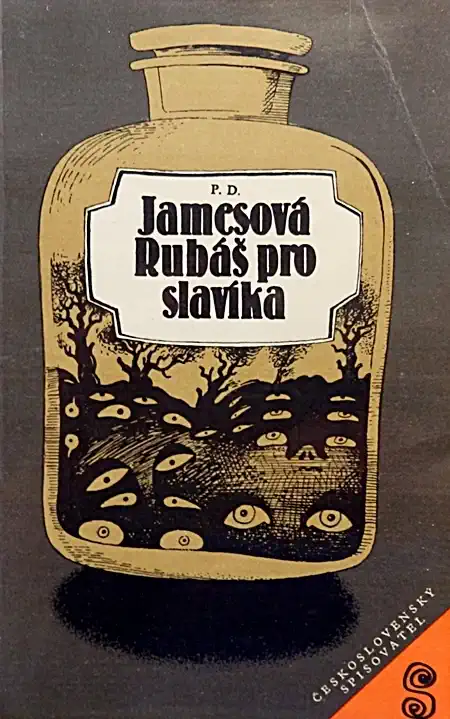 P. D.
Jamesová
Rubáš pro
slavíka
ČESKOSLOVENSKÝ
SPISOVATEL